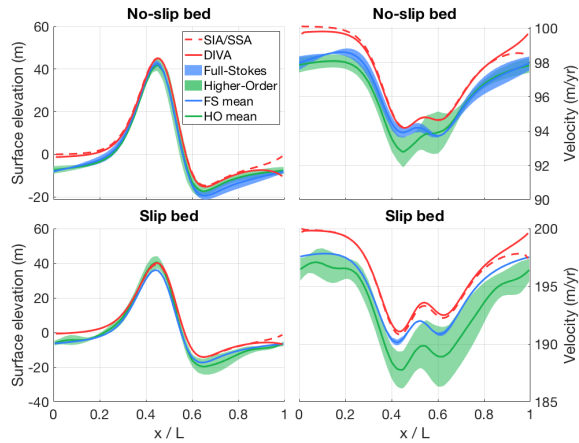 No-slip bed
No-slip bed
Surface elevation (m)
60
40
20
0
-20
SIA/SSA
DIVA
Full-Stokes
Higher-Order
FS mean
HO mean
100
98
96
94
92
90
Velocity (m/yr)
Slip bed
Slip bed
Surface elevation (m)
60
40
20
0
-20
-40
0 0.2 0.4 0.6 0.8 1
x / L
200
195
190
185
Velocity (m/yr)
0 0.2 0.4 0.6 0.8 1
x / L